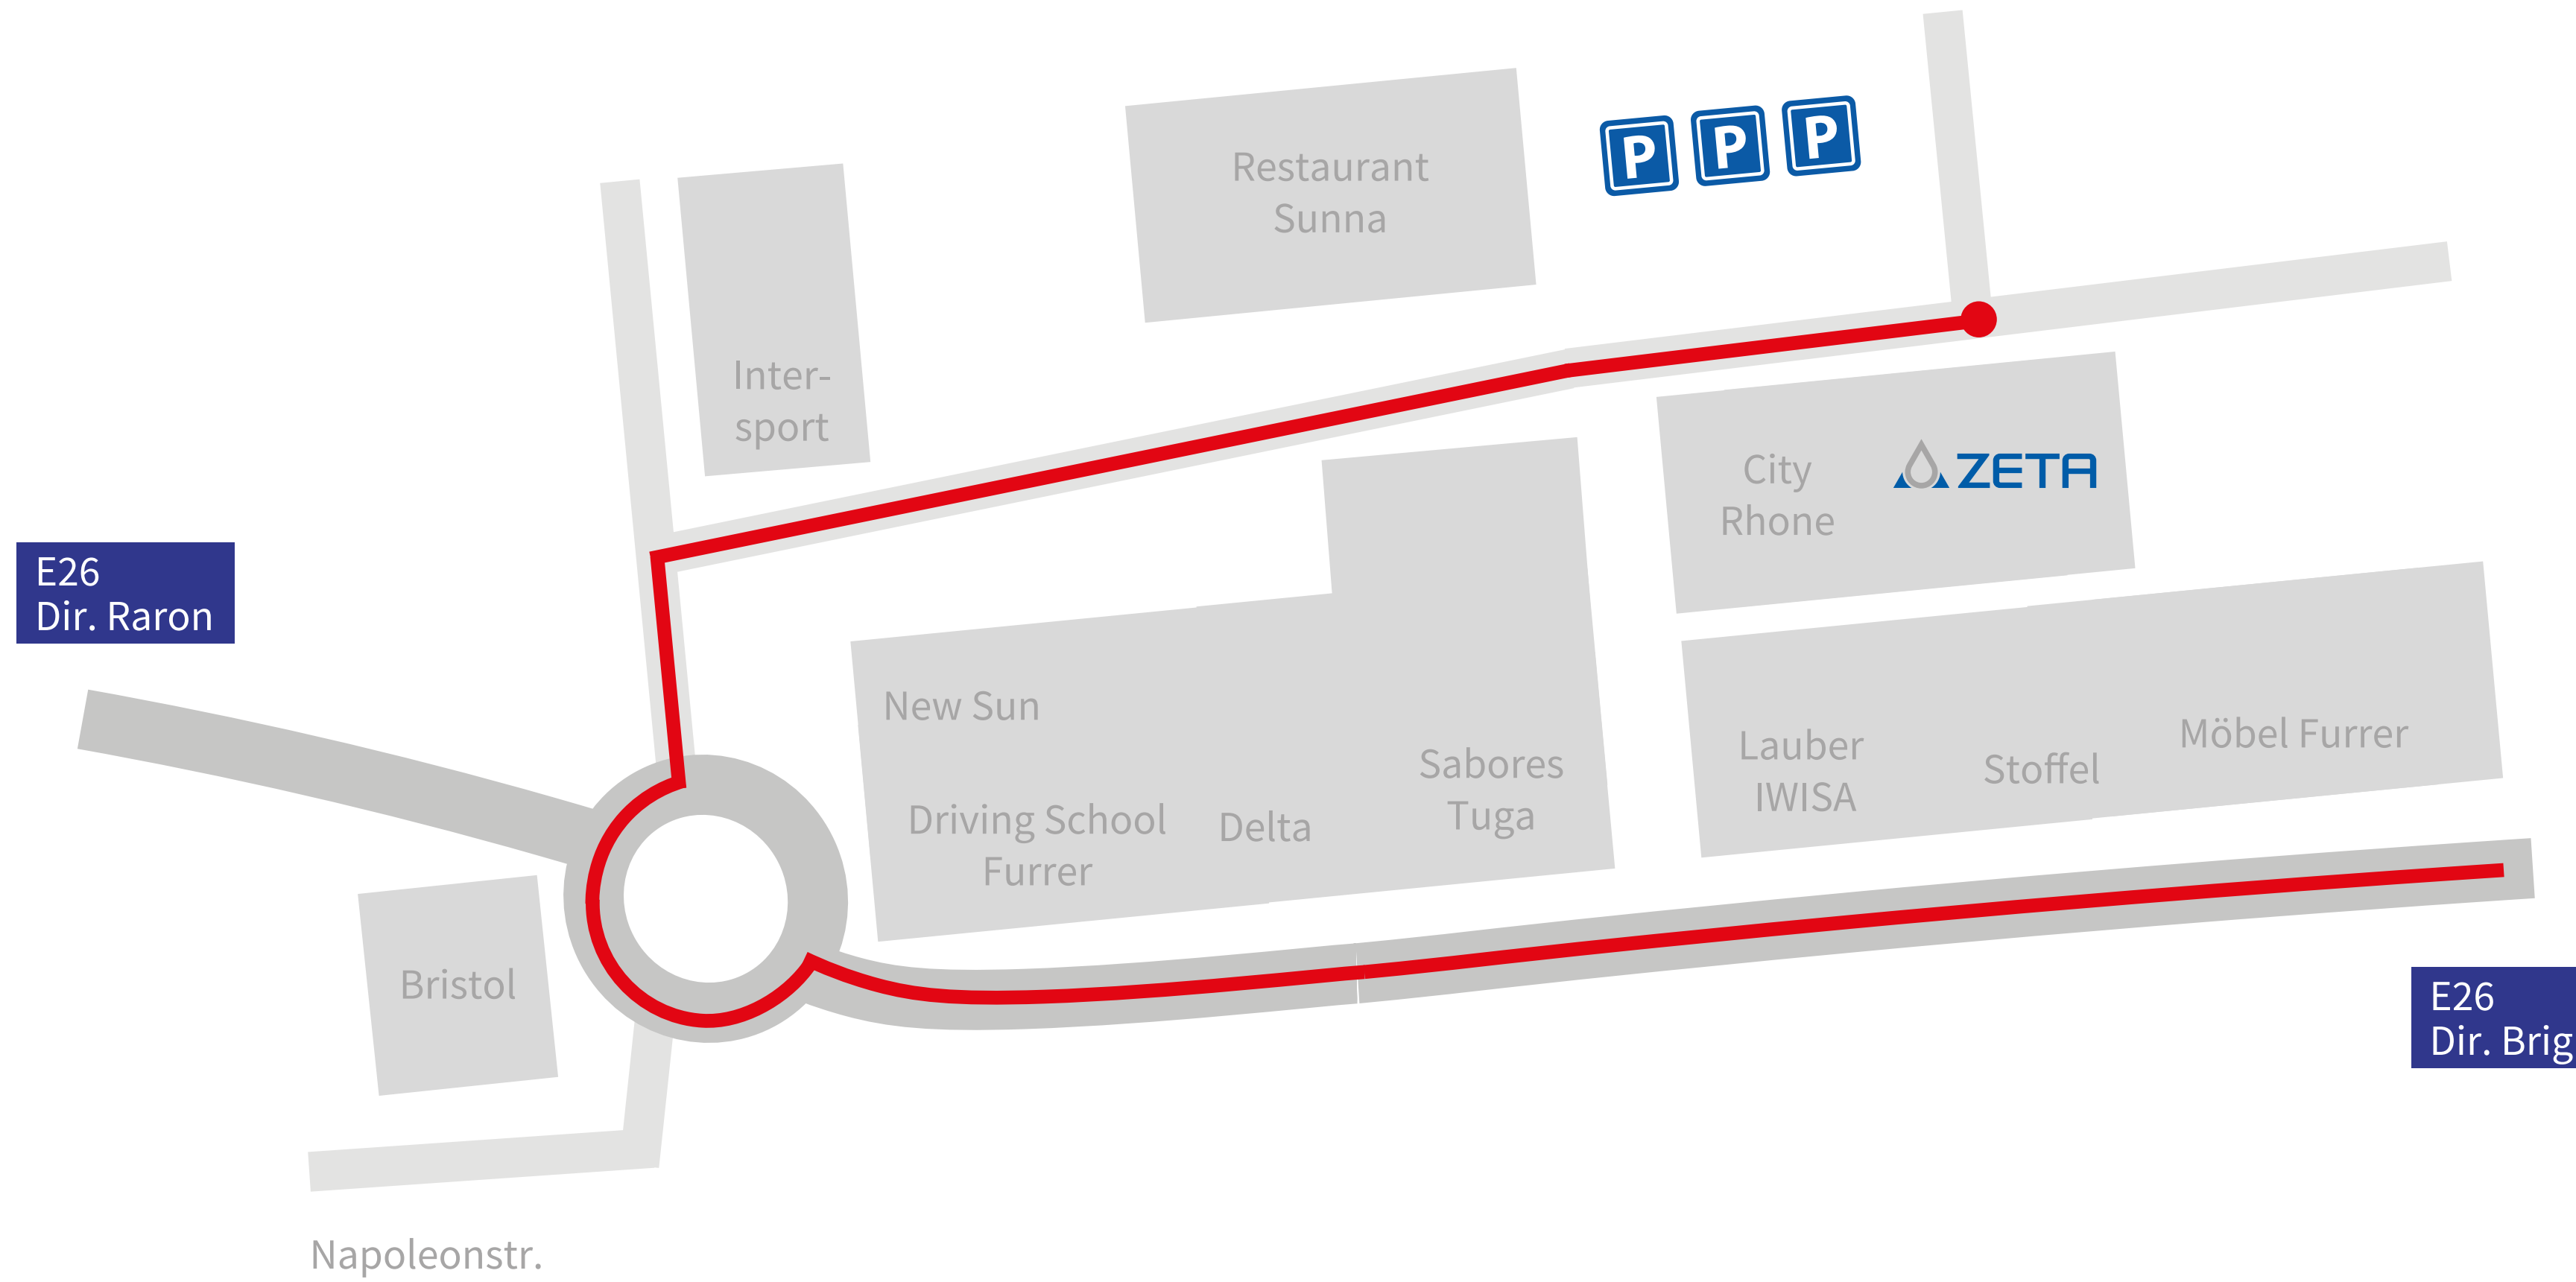 P P P
Restaurant
Sunna
Inter-
sport
City
Rhone
ZETA
E26
Dir. Raron
New Sun
Driving School
Furrer
Delta
Sabores
Tuga
Lauber
IWISA
Stoffel
Möbel Furrer
Bristol
E26
Dir. Brig
Napoleonstr.